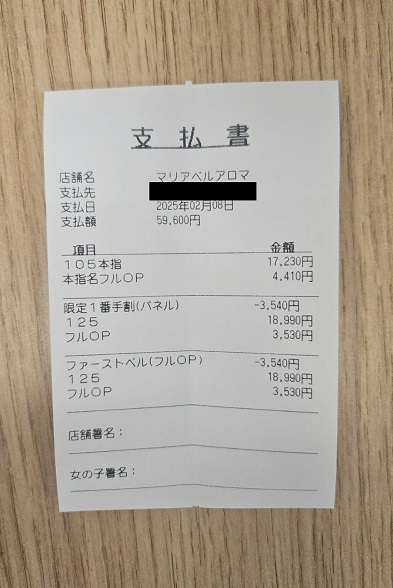 支払書
店舗名 マリアベルアロマ
支払先
支払日 2025年02月08日
支払額 59,600円
項目 金額
105本指 17,230円
本指名フルOP 4,410円
限定1番手割(パネル) -3,540円
125 18,990円
フルOP 3,530円
ファーストベル(フルOP) -3,540円
125 18,990円
フルOP 3,530円
店舗署名：
女の子署名：